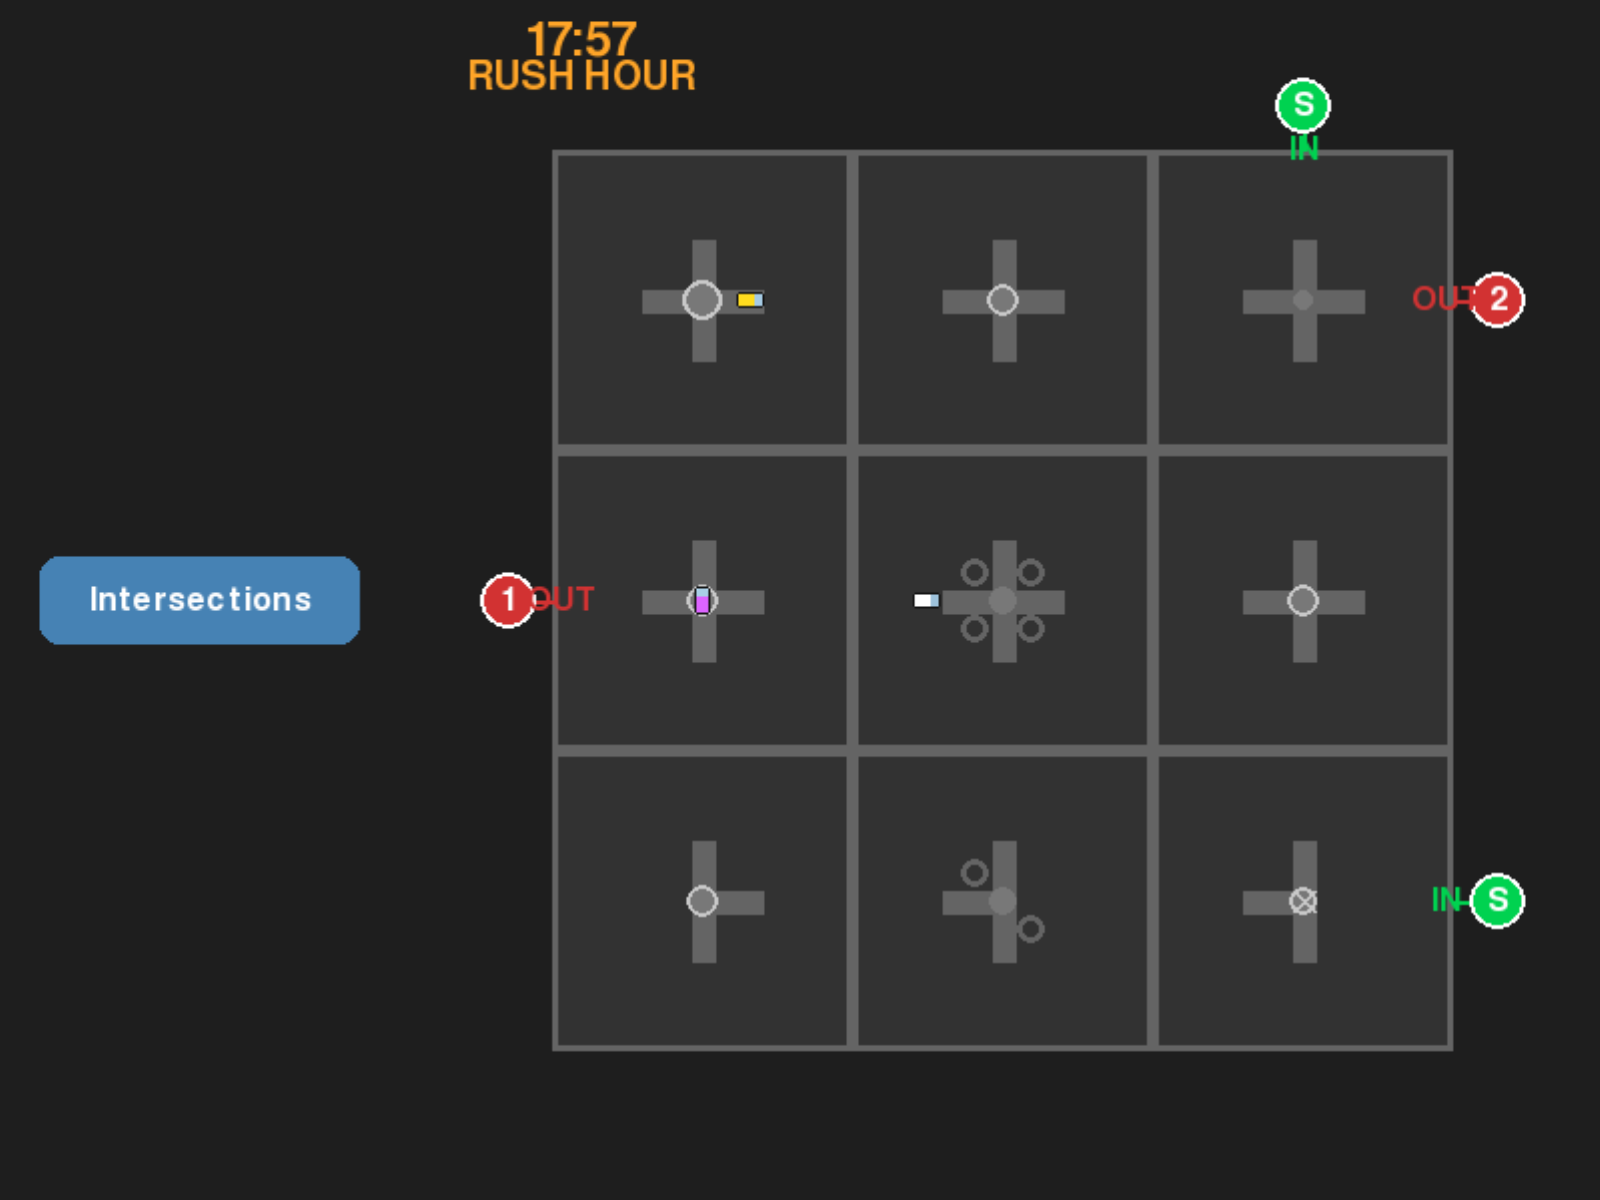 17:57
RUSH HOUR
S
IN
OUT 2
Intersections
1 OUT
IN S